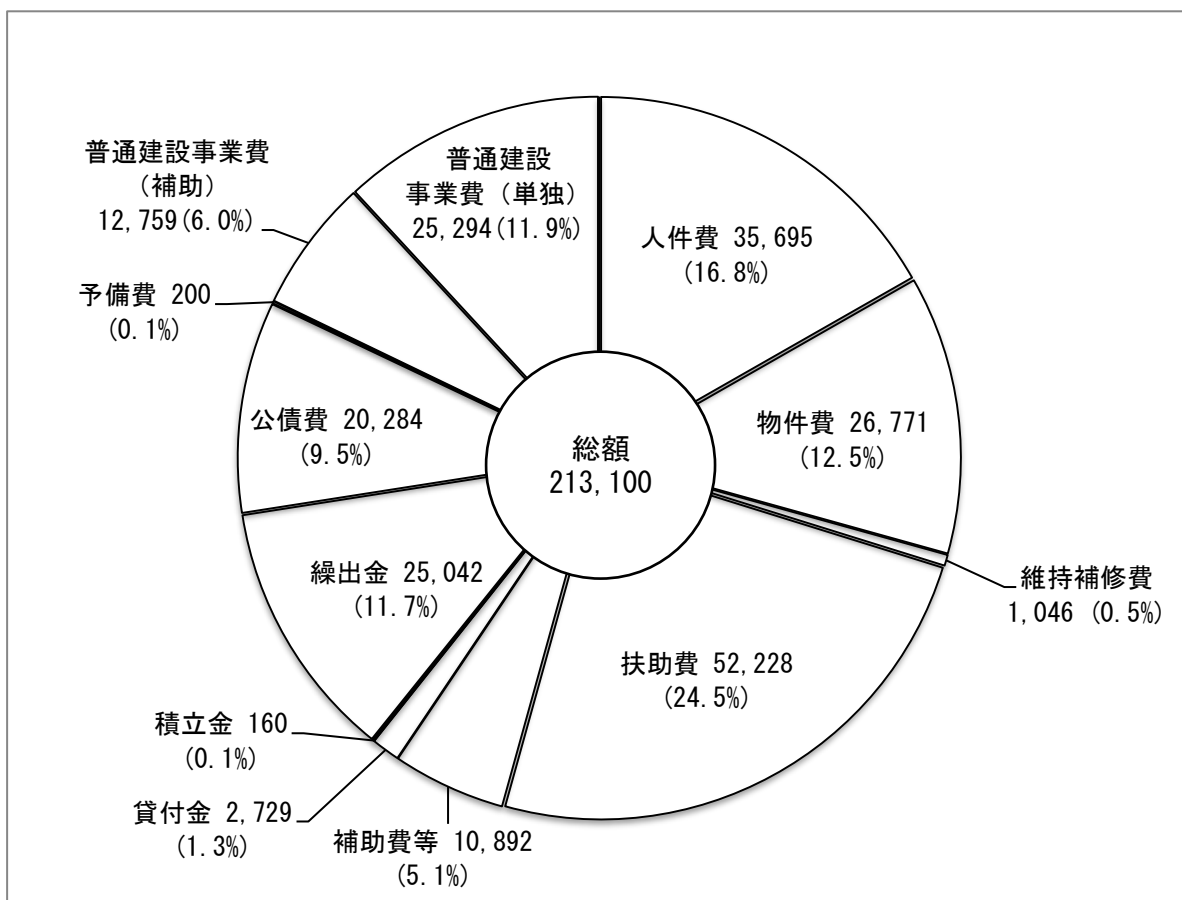 普通建設事業費
（補助）
12,759(6.0%)
普通建設
事業費（単独）
25,294(11.9%)
人件費 35,695
(16.8%)
予備費 200
(0.1%)
公債費 20,284
(9.5%)
総額
213,100
物件費 26,771
(12.5%)
繰出金 25,042
(11.7%)
維持補修費
1,046 (0.5%)
扶助費 52,228
(24.5%)
積立金 160
(0.1%)
貸付金 2,729
(1.3%)
補助費等 10,892
(5.1%)